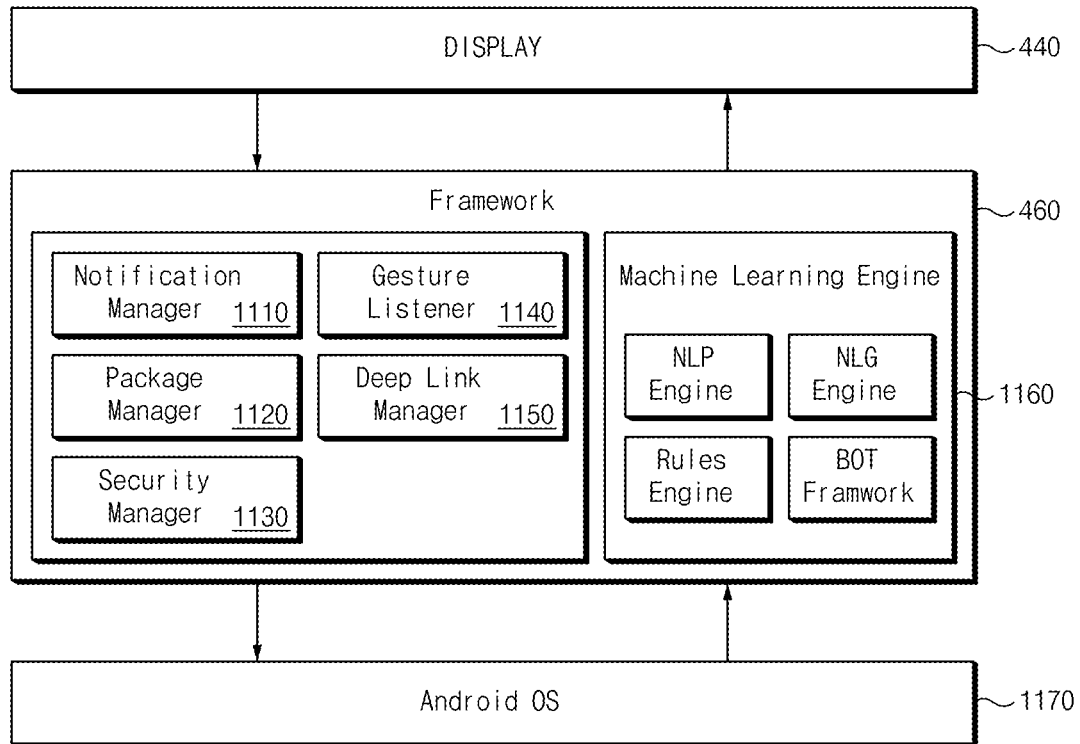 DISPLAY
440
Framework
460
Notification
Manager 1110
Gesture
Listener 1140
Package
Manager 1120
Deep Link
Manager 1150
Security
Manager 1130
Machine Learning Engine
NLP
Engine
NLG
Engine
1160
Rules
Engine
BOT
Framwork
Android OS
1170